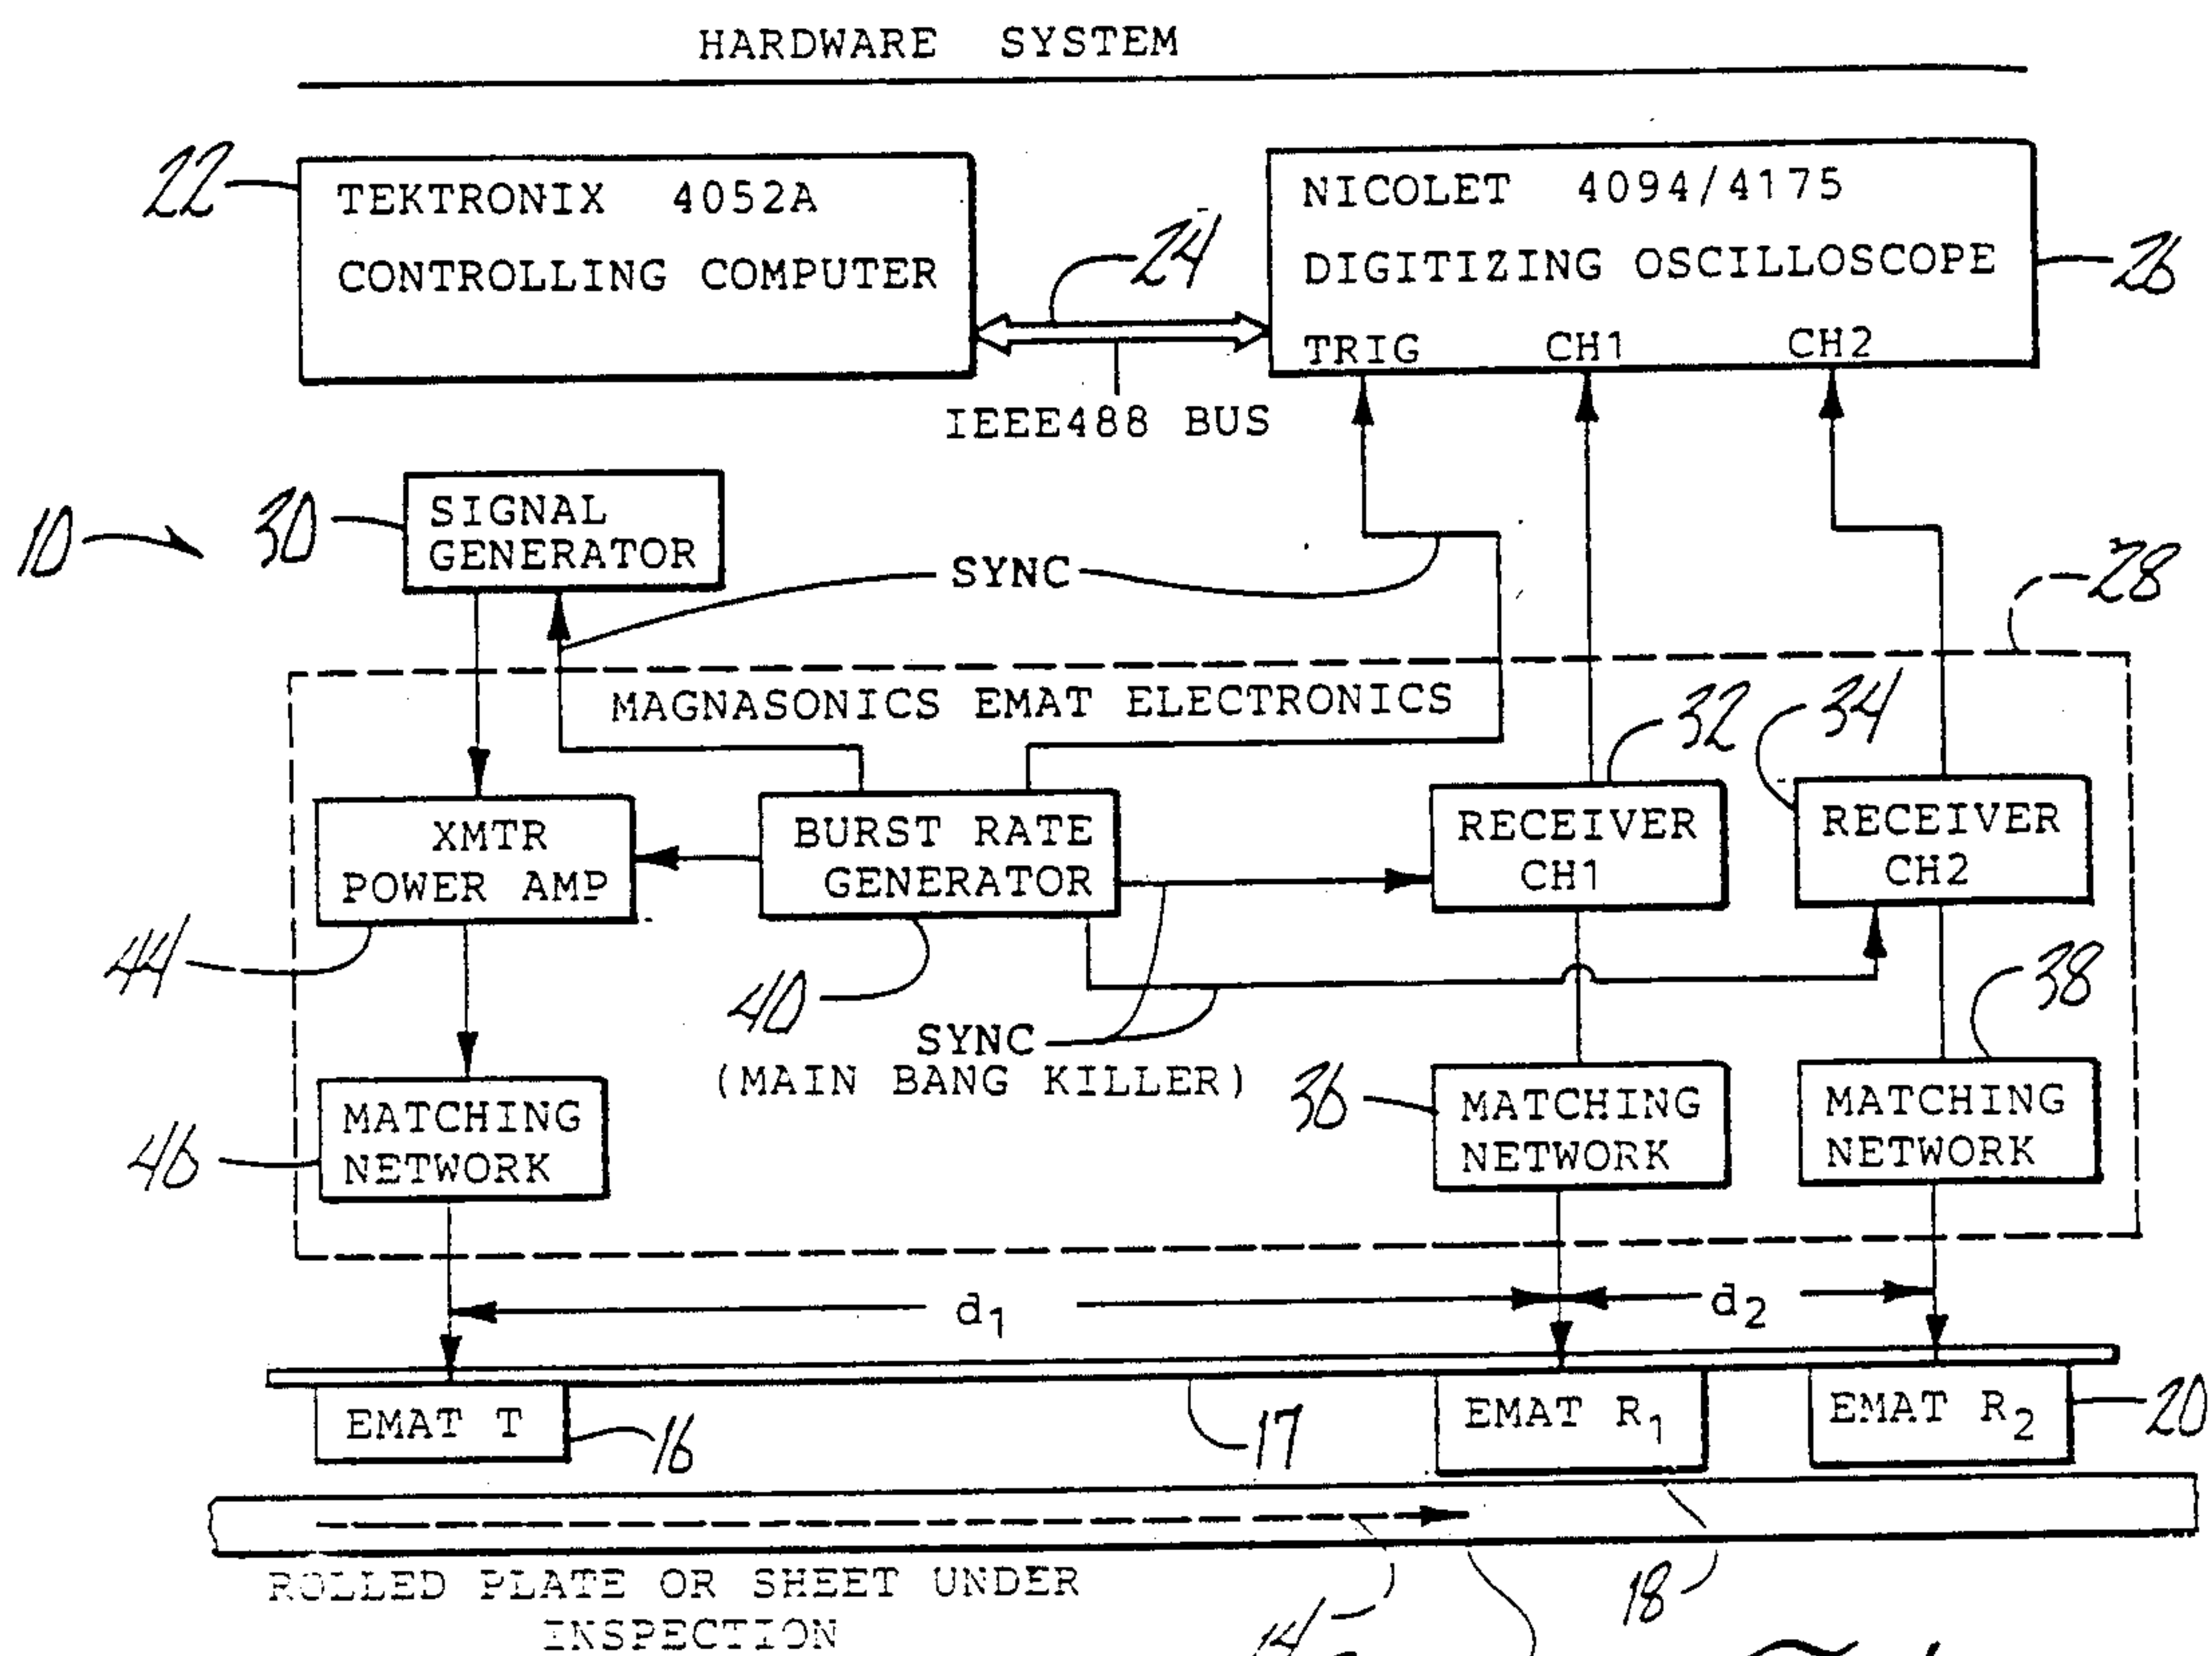 HARDWARE SYSTEM
22
TEKTRONIX 4052A
CONTROLLING COMPUTER
24
IEEE488 BUS
NICOLET 4094/4175
DIGITIZING OSCILLOSCOPE
TRIG CH1 CH2
26
10
30
SIGNAL
GENERATOR
SYNC
28
MAGNASONICS EMAT ELECTRONICS
32
34
XMTR
POWER AMP
BURST RATE
GENERATOR
RECEIVER
CH1
RECEIVER
CH2
44
40
SYNC
(MAIN BANG KILLER)
38
46
MATCHING
NETWORK
36
MATCHING
NETWORK
MATCHING
NETWORK
d1
d2
EMAT T
16
17
EMAT R1
EMAT R2
20
ROLLED PLATE OR SHEET UNDER
INSPECTION
14
18